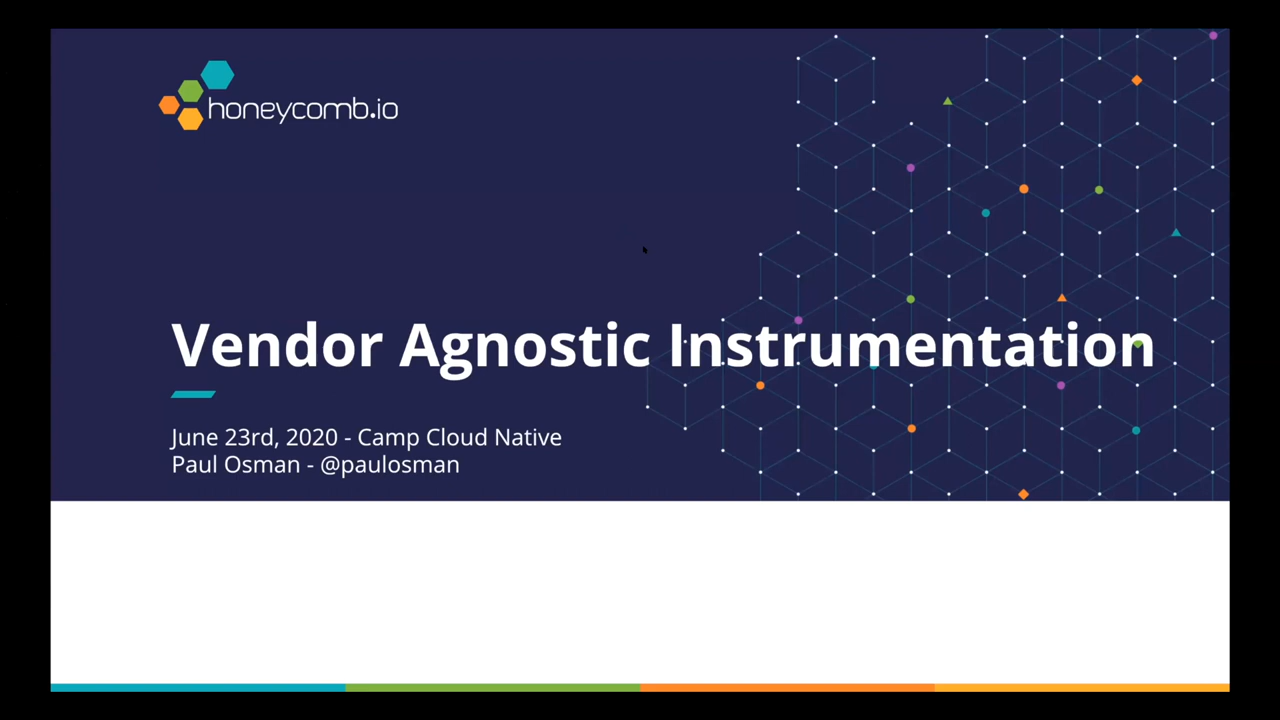 honeycomb.io
Vendor Agnostic Instrumentation
June 23rd, 2020 - Camp Cloud Native
Paul Osman - @paulosman